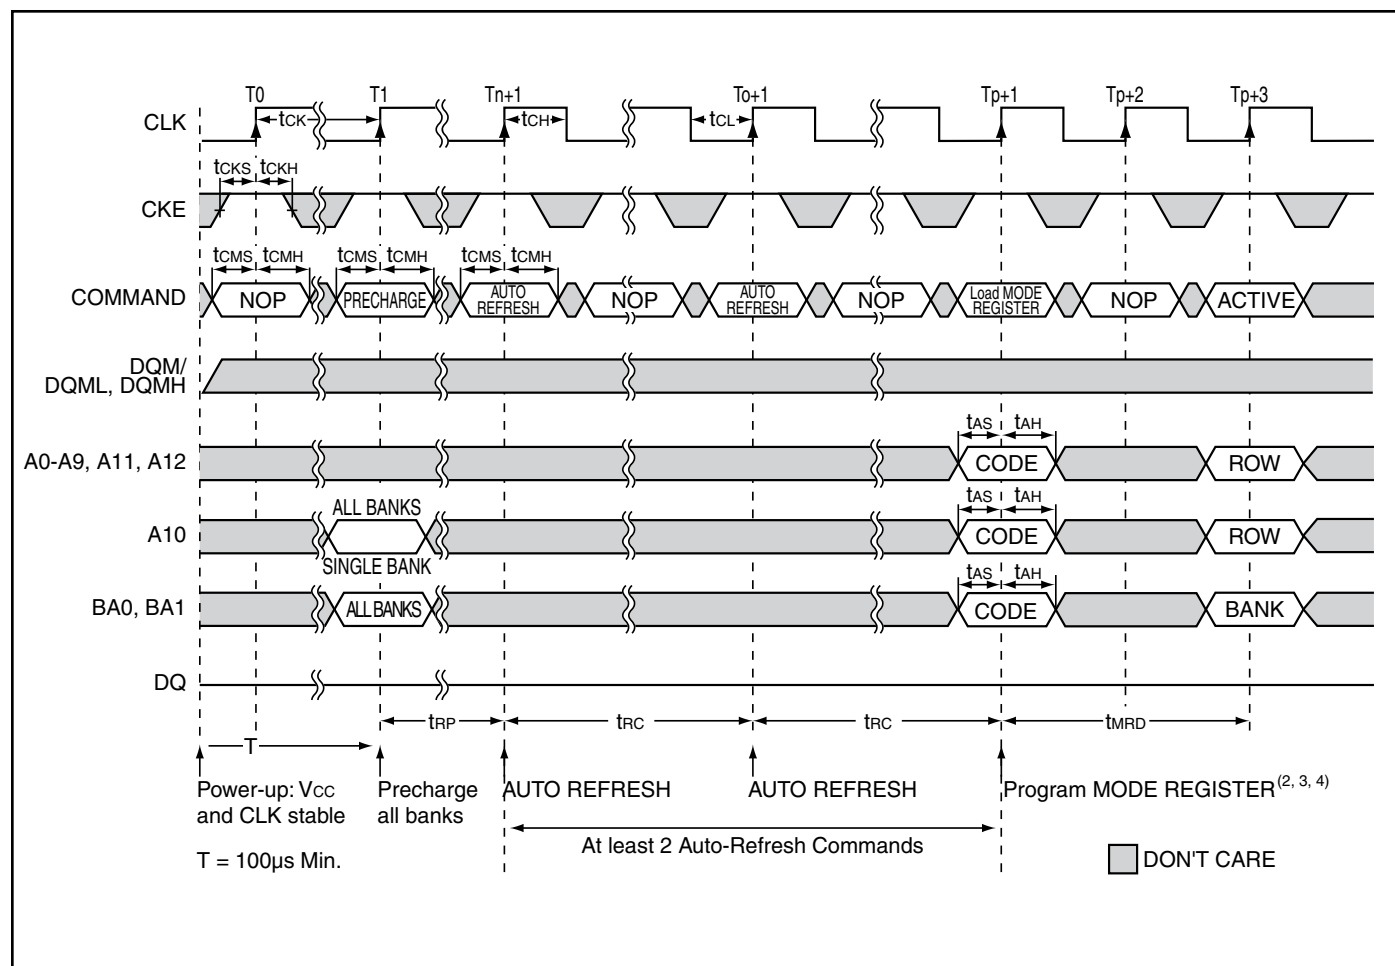 T0 T1 Tn+1 To+1 Tp+1 Tp+2 Tp+3
CLK tCK tCH tCL
tCKS tCKH
CKE
tCMS tCMH tCMS tCMH tCMS tCMH
COMMAND NOP PRECHARGE AUTO REFRESH NOP AUTO REFRESH NOP Load MODE REGISTER NOP ACTIVE
DQM/
DQML, DQMH
tAS tAH
A0-A9, A11, A12 CODE ROW
ALL BANKS tAS tAH
A10 CODE ROW
SINGLE BANK tAS tAH
BA0, BA1 ALL BANKS CODE BANK
DQ
tRP tRC tRC tMRD
T
Power-up: VCC Precharge AUTO REFRESH AUTO REFRESH Program MODE REGISTER(2, 3, 4)
and CLK stable all banks
At least 2 Auto-Refresh Commands
T = 100µs Min. DON'T CARE